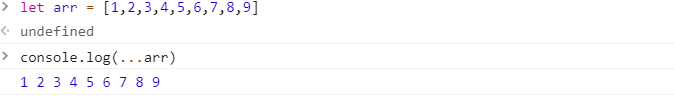 > let arr = [1,2,3,4,5,6,7,8,9]
undefined
> console.log(...arr)
1 2 3 4 5 6 7 8 9